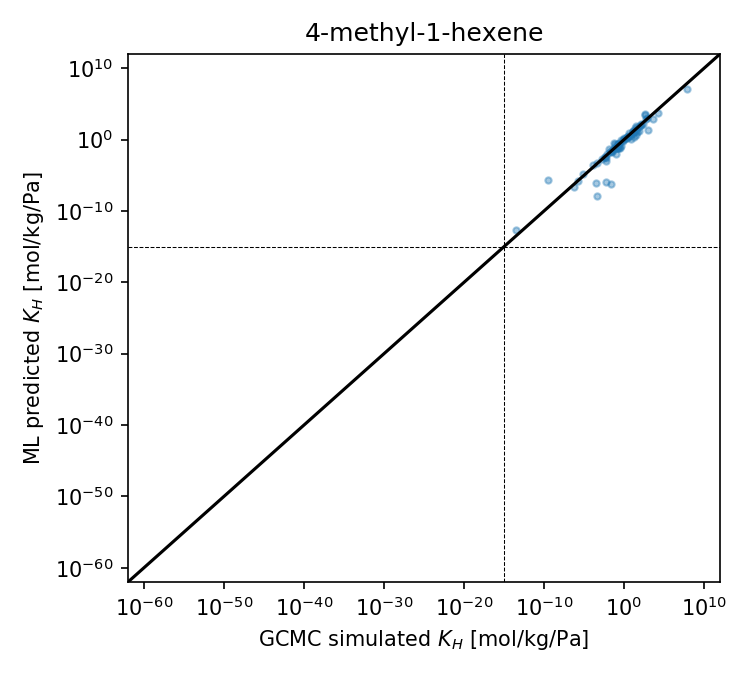 4-methyl-1-hexene
ML predicted $K_H$ [mol/kg/Pa]
10^{10}
10^{0}
10^{-10}
10^{-20}
10^{-30}
10^{-40}
10^{-50}
10^{-60}
10^{-60} 10^{-50} 10^{-40} 10^{-30} 10^{-20} 10^{-10} 10^{0} 10^{10}
GCMC simulated $K_H$ [mol/kg/Pa]